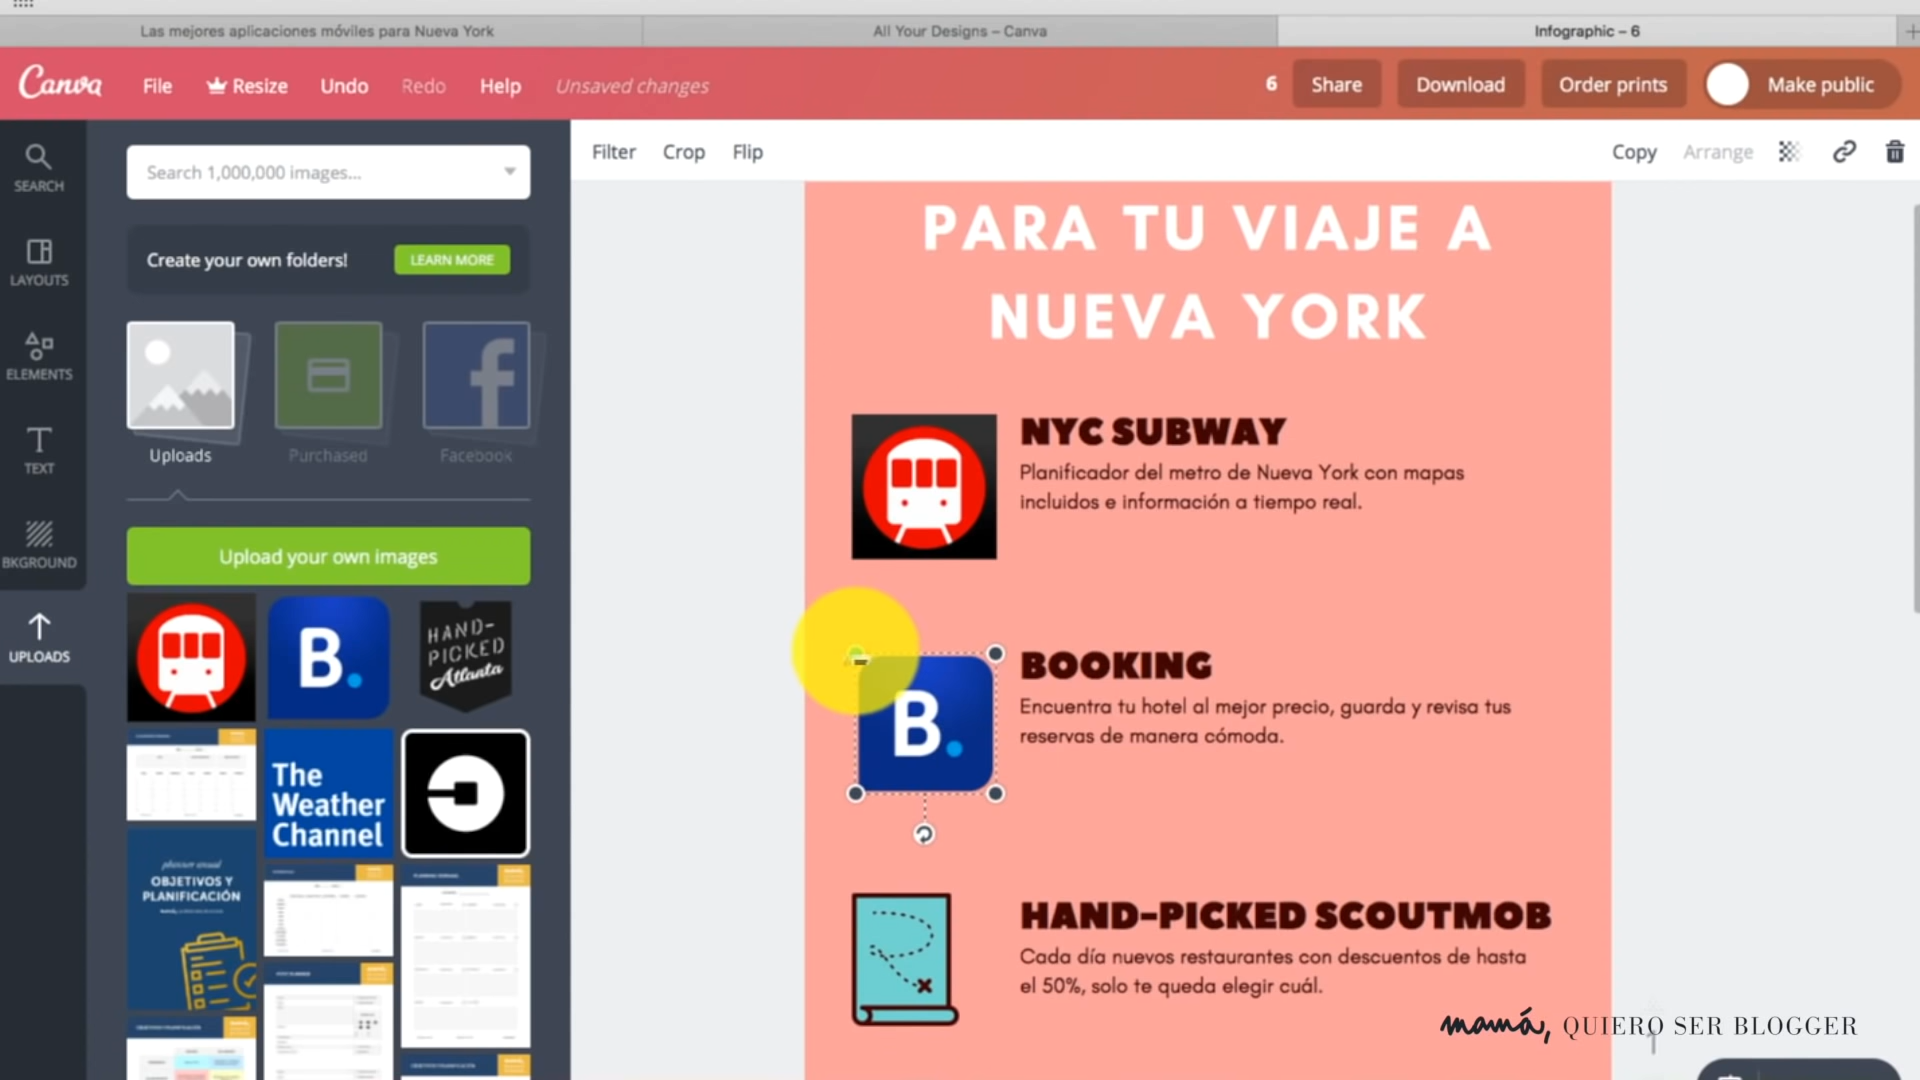 Las mejores aplicaciones móviles para Nueva York
All Your Designs – Canva
Infographic – 6
Canva
File
Resize
Undo
Redo
Help
Unsaved changes
6
Share
Download
Order prints
Make public
SEARCH
LAYOUTS
ELEMENTS
TEXT
BKGROUND
UPLOADS
Search 1,000,000 images...
Create your own folders!
LEARN MORE
Uploads
Purchased
Facebook
Upload your own images
B.
HAND-
PICKED
Atlanta
The
Weather
Channel
planner anual
OBJETIVOS Y
PLANIFICACIÓN
Filter
Crop
Flip
Copy
Arrange
PARA TU VIAJE A
NUEVA YORK
NYC SUBWAY
Planificador del metro de Nueva York con mapas
incluidos e información a tiempo real.
B.
BOOKING
Encuentra tu hotel al mejor precio, guarda y revisa tus
reservas de manera cómoda.
HAND-PICKED SCOUTMOB
Cada día nuevos restaurantes con descuentos de hasta
el 50%, solo te queda elegir cuál.
mamá, QUIERO SER BLOGGER